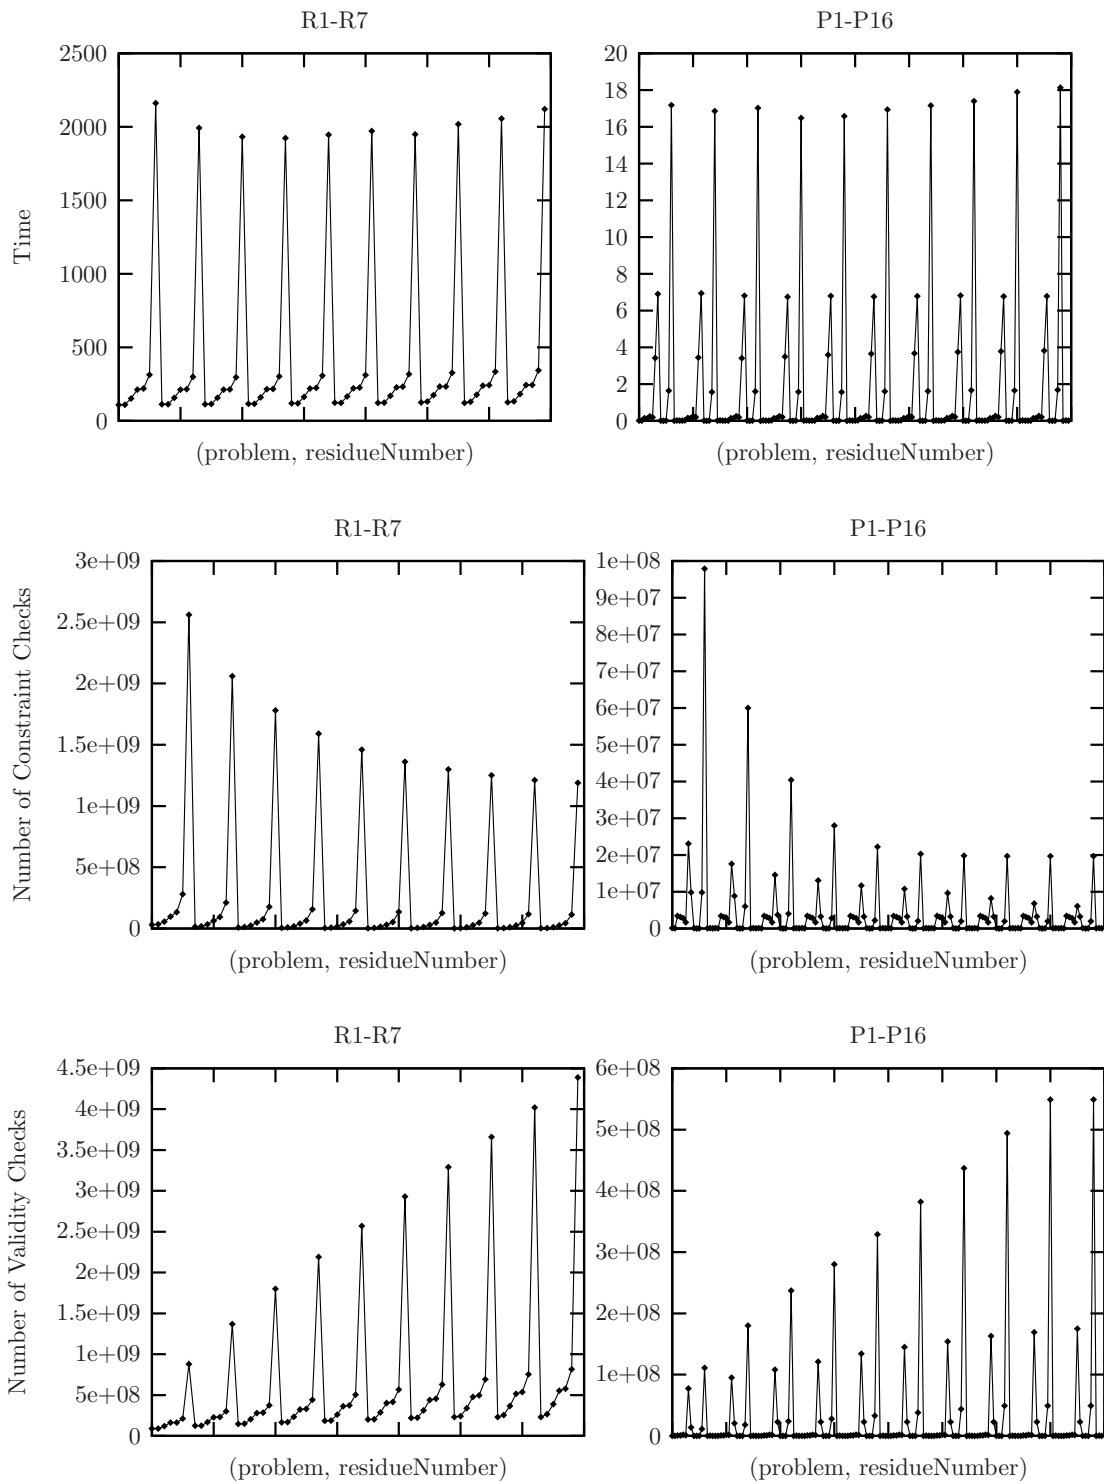 R1-R7
P1-P16
Time
2500
2000
1500
1000
500
0
(problem, residueNumber)
20
18
16
14
12
10
8
6
4
2
0
(problem, residueNumber)
R1-R7
P1-P16
Number of Constraint Checks
3e+09
2.5e+09
2e+09
1.5e+09
1e+09
5e+08
0
(problem, residueNumber)
1e+08
9e+07
8e+07
7e+07
6e+07
5e+07
4e+07
3e+07
2e+07
1e+07
0
(problem, residueNumber)
R1-R7
P1-P16
Number of Validity Checks
4.5e+09
4e+09
3.5e+09
3e+09
2.5e+09
2e+09
1.5e+09
1e+09
5e+08
0
(problem, residueNumber)
6e+08
5e+08
4e+08
3e+08
2e+08
1e+08
0
(problem, residueNumber)